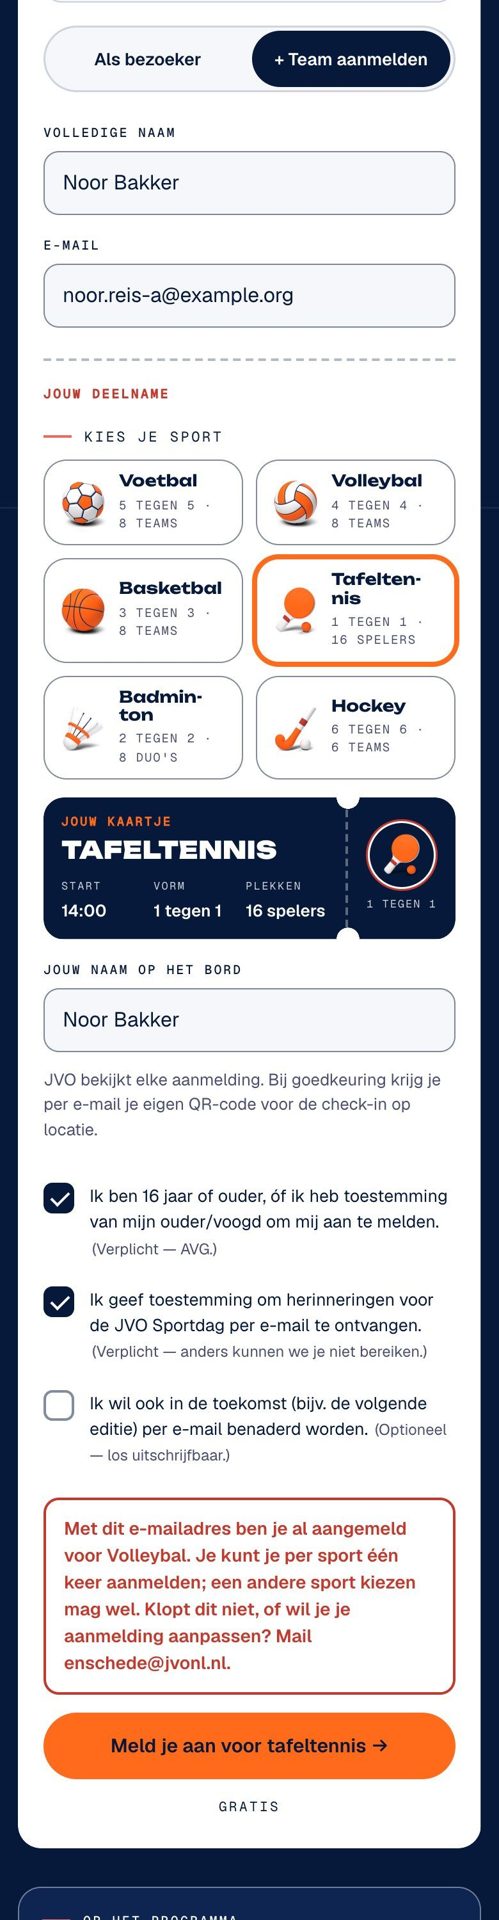 Als bezoeker
+ Team aanmelden
VOLLEDIGE NAAM
Noor Bakker
E-MAIL
noor.reis-a@example.org
JOUW DEELNAME
KIES JE SPORT
Voetbal
5 TEGEN 5 ·
8 TEAMS
Volleybal
4 TEGEN 4 ·
8 TEAMS
Basketbal
3 TEGEN 3 ·
8 TEAMS
Tafelten-
nis
1 TEGEN 1 ·
16 SPELERS
Badmin-
ton
2 TEGEN 2 ·
8 DUO'S
Hockey
6 TEGEN 6 ·
6 TEAMS
JOUW KAARTJE
TAFELTENNIS
START
14:00
VORM
1 tegen 1
PLEKKEN
16 spelers
1 TEGEN 1
JOUW NAAM OP HET BORD
Noor Bakker
JVO bekijkt elke aanmelding. Bij goedkeuring krijg je
per e-mail je eigen QR-code voor de check-in op
locatie.
Ik ben 16 jaar of ouder, óf ik heb toestemming
van mijn ouder/voogd om mij aan te melden.
(Verplicht — AVG.)
Ik geef toestemming om herinneringen voor
de JVO Sportdag per e-mail te ontvangen.
(Verplicht — anders kunnen we je niet bereiken.)
Ik wil ook in de toekomst (bijv. de volgende
editie) per e-mail benaderd worden. (Optioneel
— los uitschrijfbaar.)
Met dit e-mailadres ben je al aangemeld
voor Volleybal. Je kunt je per sport één
keer aanmelden; een andere sport kiezen
mag wel. Klopt dit niet, of wil je je
aanmelding aanpassen? Mail
enschede@jvonl.nl.
Meld je aan voor tafeltennis →
GRATIS
OP HET PROGRAMMA